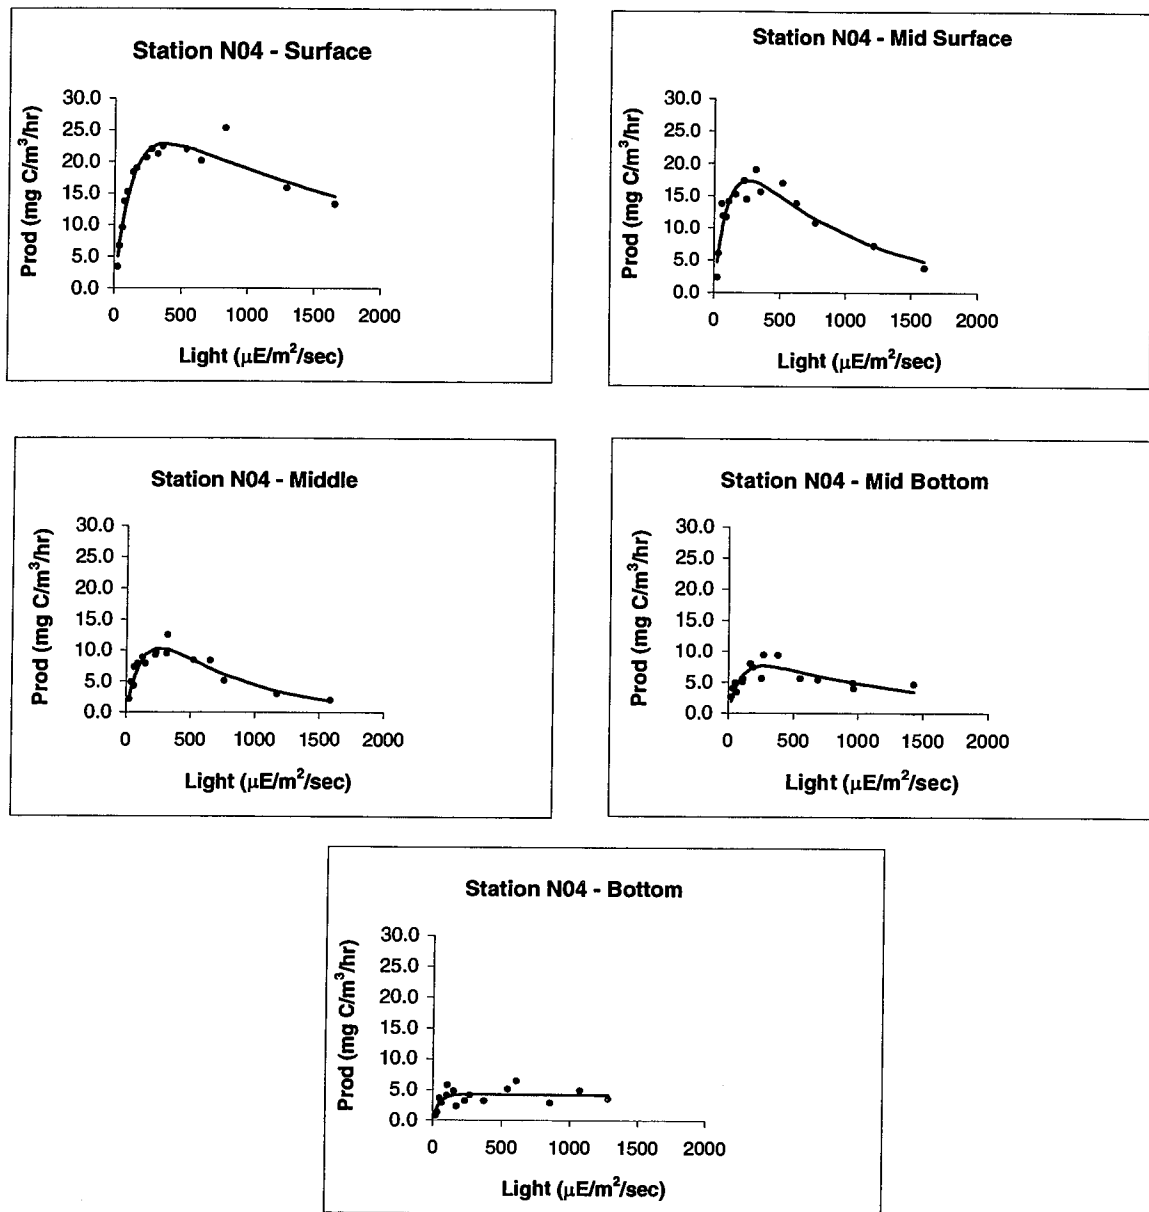 Station N04 - Surface
Prod (mg C/m³/hr)
30.0
25.0
20.0
15.0
10.0
5.0
0.0
0 500 1000 1500 2000
Light (µE/m²/sec)
Station N04 - Mid Surface
Prod (mg C/m³/hr)
30.0
25.0
20.0
15.0
10.0
5.0
0.0
0 500 1000 1500 2000
Light (µE/m²/sec)
Station N04 - Middle
Prod (mg C/m³/hr)
30.0
25.0
20.0
15.0
10.0
5.0
0.0
0 500 1000 1500 2000
Light (µE/m²/sec)
Station N04 - Mid Bottom
Prod (mg C/m³/hr)
30.0
25.0
20.0
15.0
10.0
5.0
0.0
0 500 1000 1500 2000
Light (µE/m²/sec)
Station N04 - Bottom
Prod (mg C/m³/hr)
30.0
25.0
20.0
15.0
10.0
5.0
0.0
0 500 1000 1500 2000
Light (µE/m²/sec)